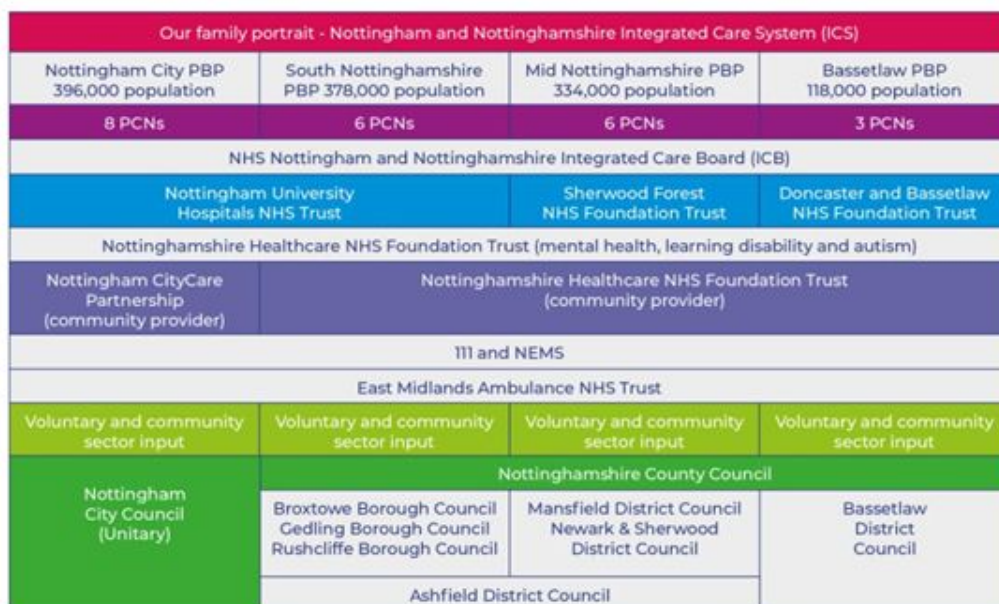 Our family portrait - Nottingham and Nottinghamshire Integrated Care System (ICS)
Nottingham City PBP
396,000 population
South Nottinghamshire
PBP 378,000 population
Mid Nottinghamshire PBP
334,000 population
Bassetlaw PBP
118,000 population
8 PCNs
6 PCNs
6 PCNs
3 PCNs
NHS Nottingham and Nottinghamshire Integrated Care Board (ICB)
Nottingham University
Hospitals NHS Trust
Sherwood Forest
NHS Foundation Trust
Doncaster and Bassetlaw
NHS Foundation Trust
Nottinghamshire Healthcare NHS Foundation Trust (mental health, learning disability and autism)
Nottingham CityCare
Partnership
(community provider)
Nottinghamshire Healthcare NHS Foundation Trust
(community provider)
111 and NEMS
East Midlands Ambulance NHS Trust
Voluntary and community
sector input
Voluntary and community
sector input
Voluntary and community
sector input
Voluntary and community
sector input
Nottingham
City Council
(Unitary)
Nottinghamshire County Council
Broxtowe Borough Council
Gedling Borough Council
Rushcliffe Borough Council
Mansfield District Council
Newark & Sherwood
District Council
Bassetlaw
District
Council
Ashfield District Council